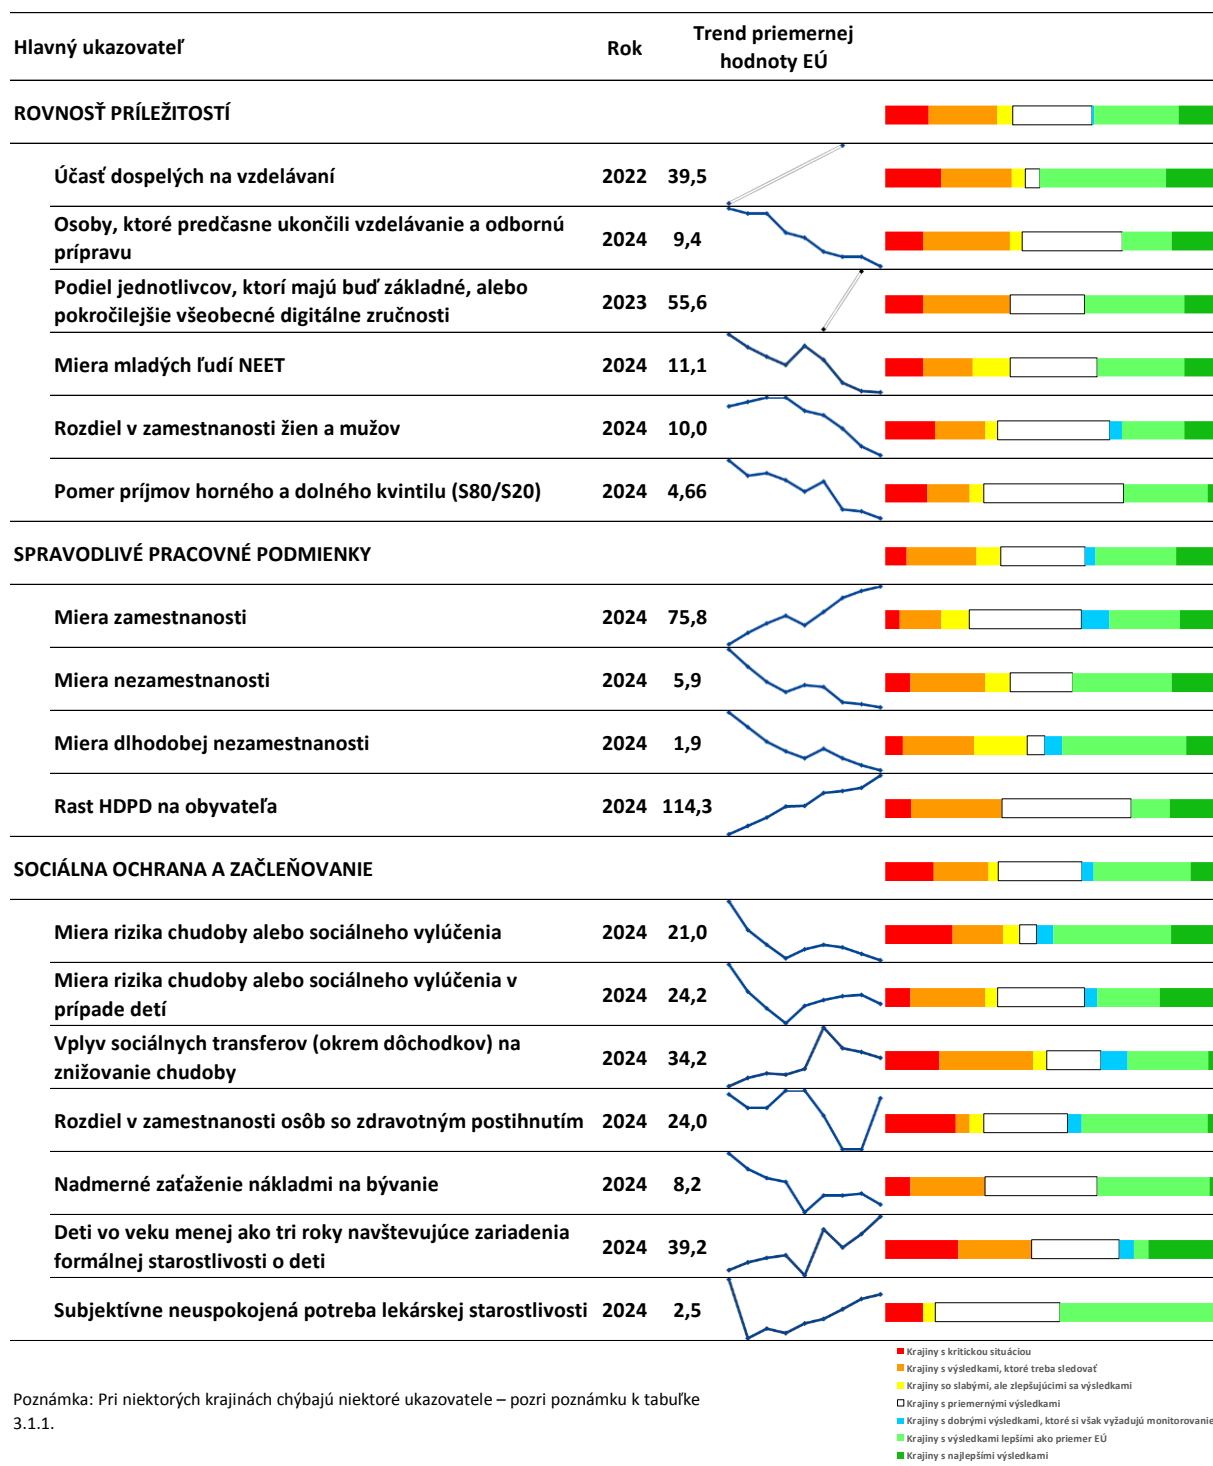 Hlavný ukazovateľ Rok Trend priemernej
hodnoty EÚ
ROVNOSŤ PRÍLEŽITOSTÍ
Účasť dospelých na vzdelávaní 2022 39,5
Osoby, ktoré predčasne ukončili vzdelávanie a odbornú
prípravu 2024 9,4
Podiel jednotlivcov, ktorí majú buď základné, alebo
pokročilejšie všeobecné digitálne zručnosti 2023 55,6
Miera mladých ľudí NEET 2024 11,1
Rozdiel v zamestnanosti žien a mužov 2024 10,0
Pomer príjmov horného a dolného kvintilu (S80/S20) 2024 4,66
SPRAVODLIVÉ PRACOVNÉ PODMIENKY
Miera zamestnanosti 2024 75,8
Miera nezamestnanosti 2024 5,9
Miera dlhodobej nezamestnanosti 2024 1,9
Rast HDPD na obyvateľa 2024 114,3
SOCIÁLNA OCHRANA A ZAČLEŇOVANIE
Miera rizika chudoby alebo sociálneho vylúčenia 2024 21,0
Miera rizika chudoby alebo sociálneho vylúčenia v
prípade detí 2024 24,2
Vplyv sociálnych transferov (okrem dôchodkov) na
znižovanie chudoby 2024 34,2
Rozdiel v zamestnanosti osôb so zdravotným postihnutím 2024 24,0
Nadmerné zaťaženie nákladmi na bývanie 2024 8,2
Deti vo veku menej ako tri roky navštevujúce zariadenia
formálnej starostlivosti o deti 2024 39,2
Subjektívne neuspokojená potreba lekárskej starostlivosti 2024 2,5
Krajiny s kritickou situáciou
Krajiny s výsledkami, ktoré treba sledovať
Krajiny so slabými, ale zlepšujúcimi sa výsledkami
Krajiny s priemernými výsledkami
Krajiny s dobrými výsledkami, ktoré si však vyžadujú monitorovanie
Krajiny s výsledkami lepšími ako priemer EÚ
Krajiny s najlepšími výsledkami
Poznámka: Pri niektorých krajinách chýbajú niektoré ukazovatele – pozri poznámku k tabuľke
3.1.1.